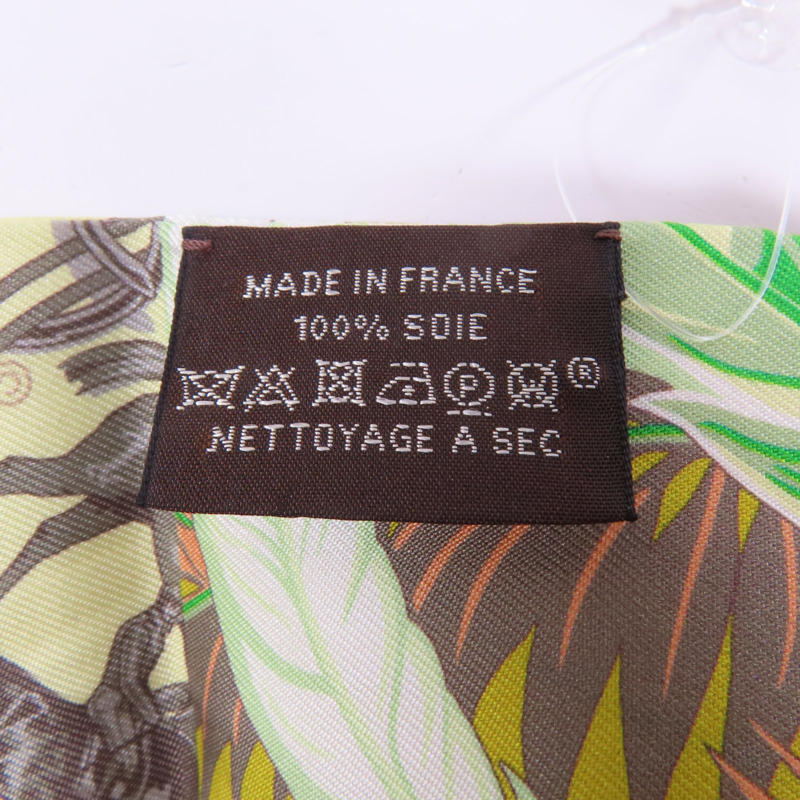 MADE IN FRANCE
100% SOIE
P W ®
NETTOYAGE A SEC